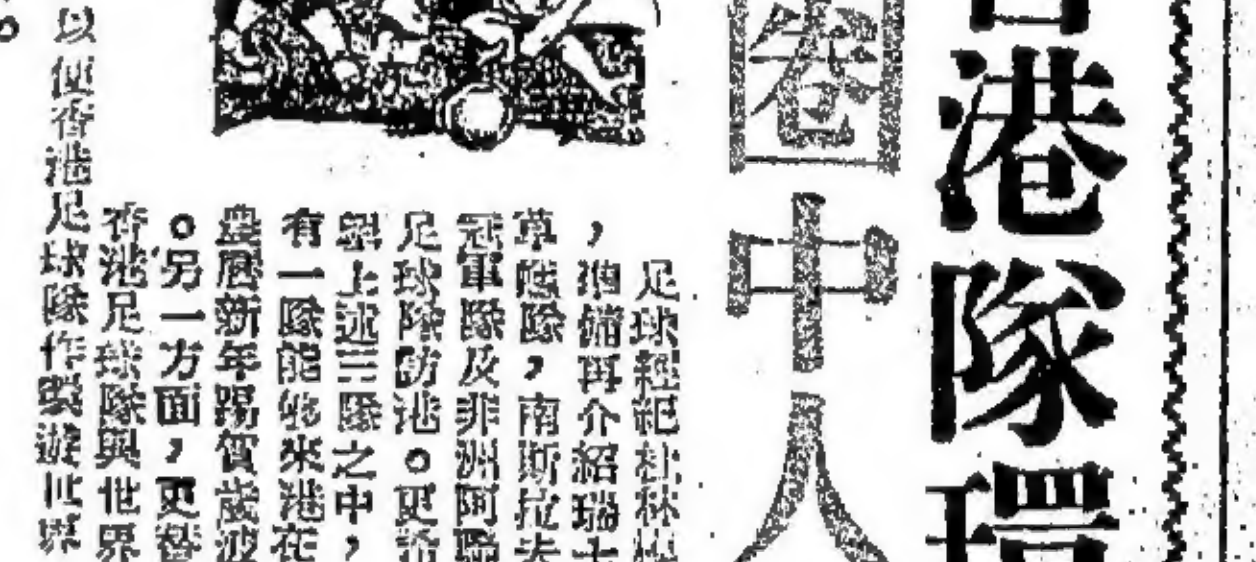 港隊環
圈中人
足球經紀杜林
，準備再介紹瑞士
草蜢隊，南斯拉夫
冠軍隊及非洲阿聯
足球隊訪港。更希
望上述三隊之中，
有一隊能夠來港在
農曆新年踢賀歲波
。另一方面，更替
香港足球隊與世界
以便香港足球隊作環遊世界